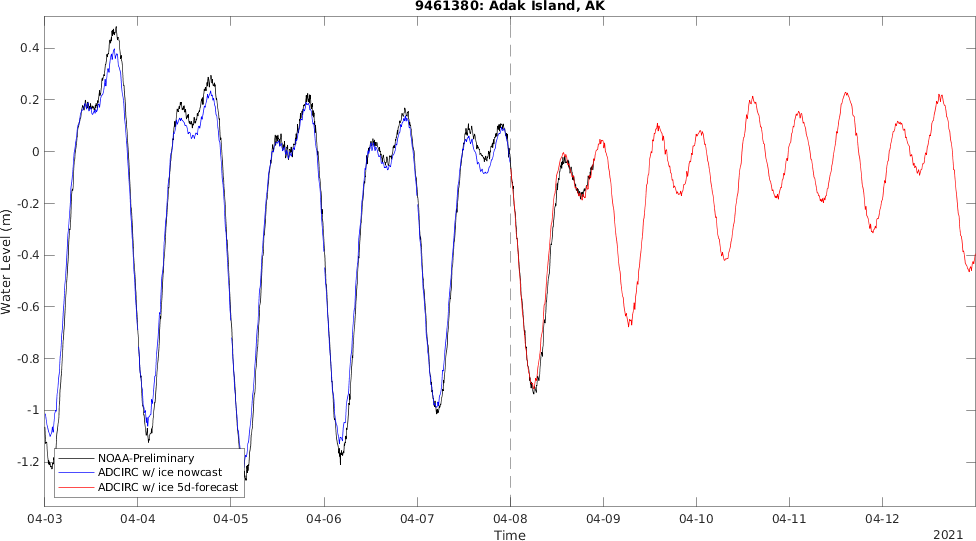 9461380: Adak Island, AK
Water Level (m)
0.4
0.2
0
-0.2
-0.4
-0.6
-0.8
-1
-1.2
NOAA-Preliminary
ADCIRC w/ ice nowcast
ADCIRC w/ ice 5d-forecast
04-03 04-04 04-05 04-06 04-07 04-08 04-09 04-10 04-11 04-12
Time
2021